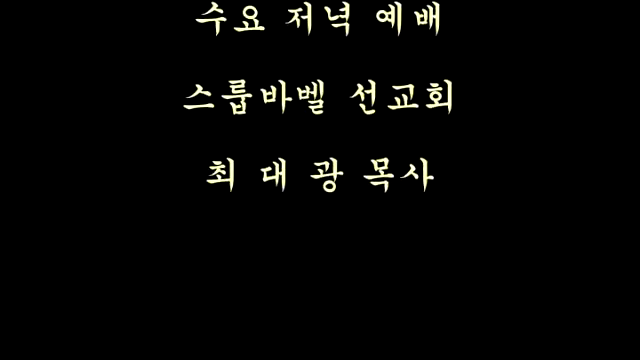 수요 저녁 예배
스룹바벨 선교회
최 대 광 목사